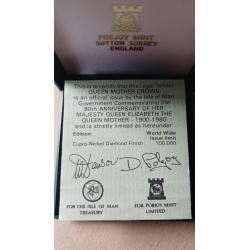 POBJOY MINT
SUTTON SURREY
ENGLAND
This is to certify that this Legal Tender
QUEEN MOTHER CROWN
is an official issue by the Isle of Man
Government Commemorating the
80th ANNIVERSARY OF HER
MAJESTY QUEEN ELIZABETH THE
QUEEN MOTHER - 1900-1980
and is strictly limited as hereunder
Edition World Wide
Issue limit
Cupro-Nickel Diamond Finish 100,000
D. Pobjoy
FOR THE ISLE OF MAN FOR POBJOY MINT
TREASURY LIMITED